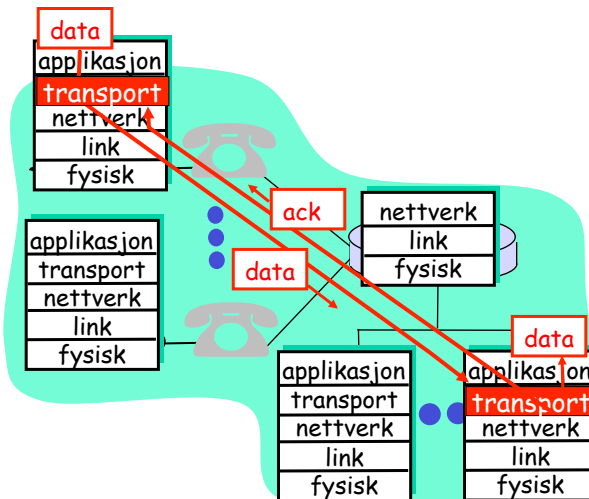 data
applikasjon
transport
nettverk
link
fysisk
ack
nettverk
link
fysisk
applikasjon
transport
nettverk
link
fysisk
data
data
applikasjon
transport
nettverk
link
fysisk
applikasjon
transport
nettverk
link
fysisk